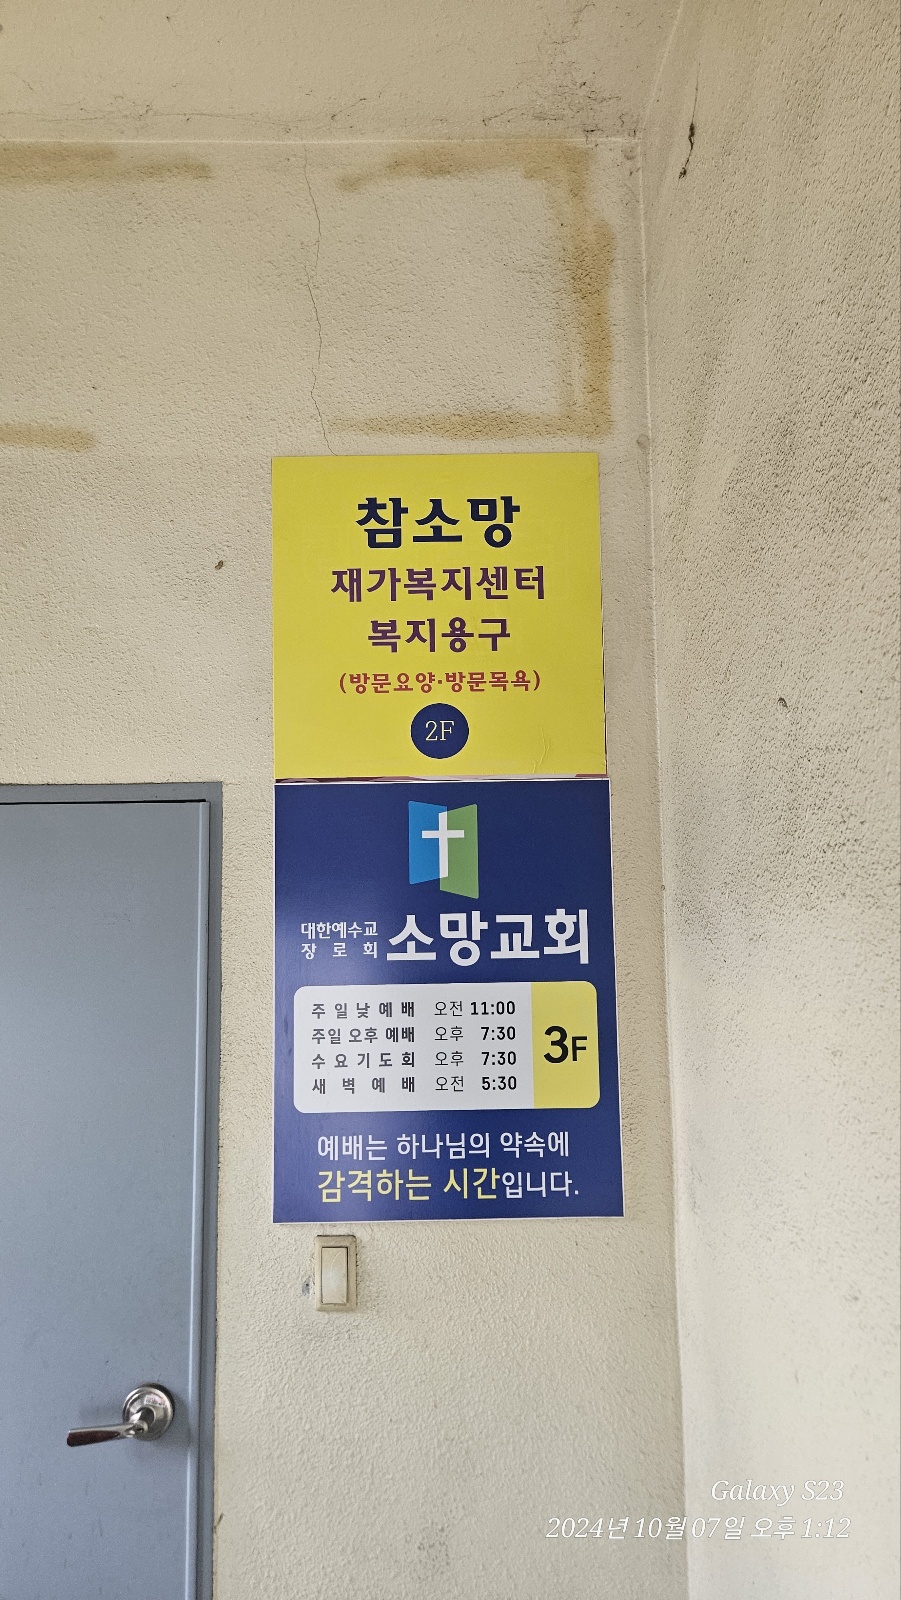 참소망
재가복지센터
복지용구
(방문요양·방문목욕)
2F
대한예수교
장로회 소망교회
주일낮예배 오전 11:00
주일 오후 예배 오후 7:30
수요기도회 오후 7:30
새벽예배 오전 5:30
3F
예배는 하나님의 약속에
감격하는 시간입니다.
Galaxy S23
2024년 10월 07일 오후 1:12